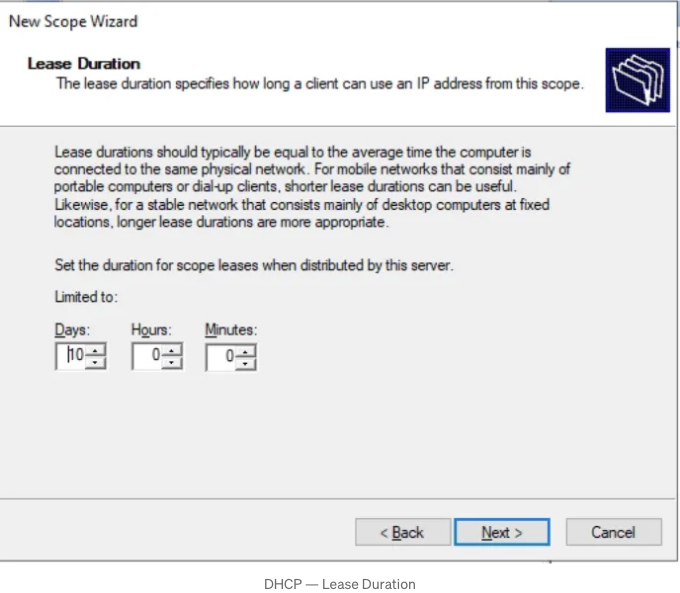 New Scope Wizard
Lease Duration
The lease duration specifies how long a client can use an IP address from this scope.
Lease durations should typically be equal to the average time the computer is
connected to the same physical network. For mobile networks that consist mainly of
portable computers or dial-up clients, shorter lease durations can be useful.
Likewise, for a stable network that consists mainly of desktop computers at fixed
locations, longer lease durations are more appropriate.
Set the duration for scope leases when distributed by this server.
Limited to:
Days: Hours: Minutes:
10 0 0
< Back Next > Cancel
DHCP — Lease Duration